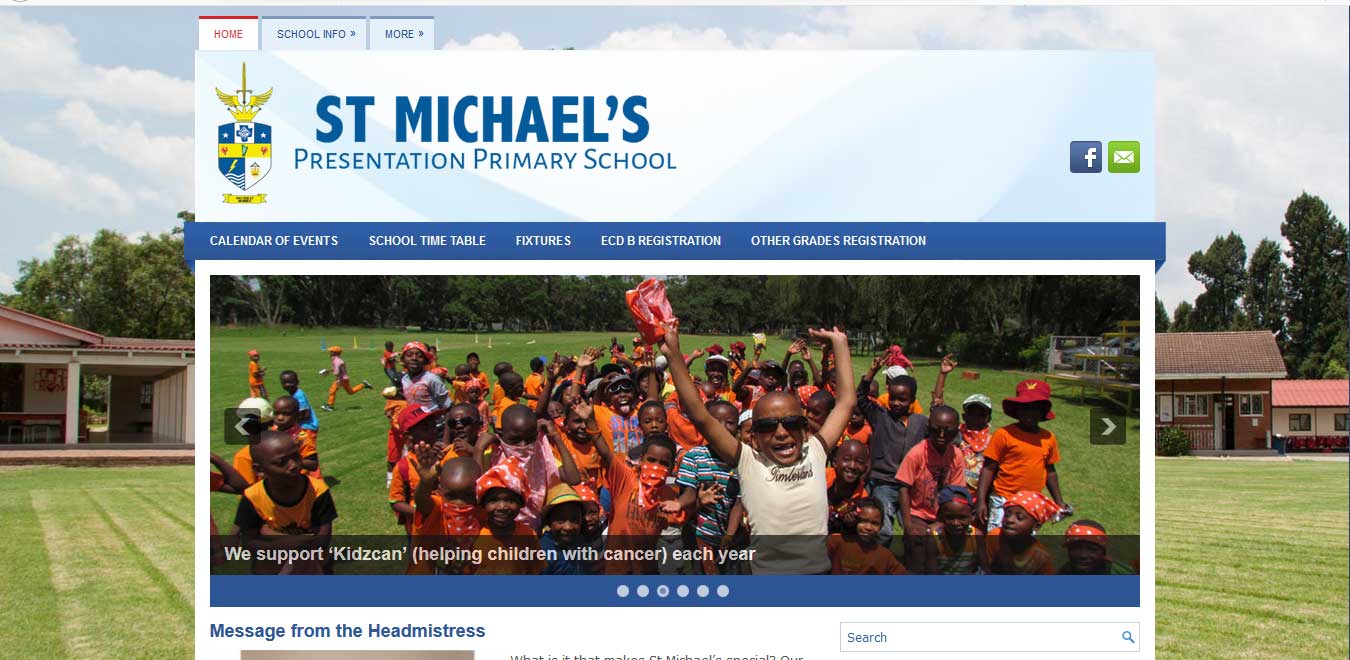 HOME
SCHOOL INFO »
MORE »
ST MICHAEL'S
PRESENTATION PRIMARY SCHOOL
f
CALENDAR OF EVENTS
SCHOOL TIME TABLE
FIXTURES
ECD B REGISTRATION
OTHER GRADES REGISTRATION
Timberland
We support ‘Kidzcan’ (helping children with cancer) each year
Message from the Headmistress
Search
What is it that makes St Michael’s special? Our